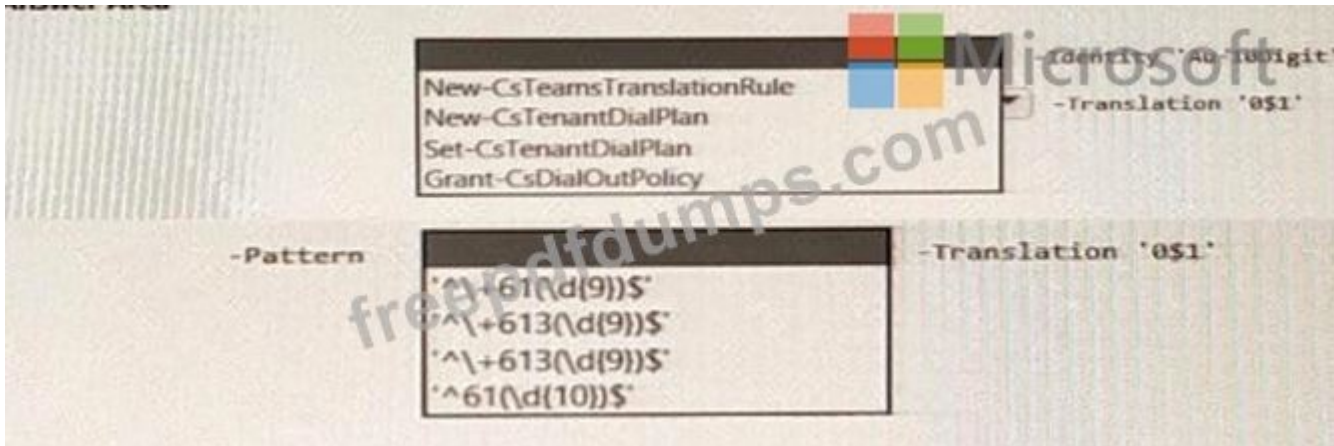 Answer Area
Microsoft
-Identity 'AU-10Digit'
New-CsTeamsTranslationRule
New-CsTenantDialPlan
-Translation '0$1'
Set-CsTenantDialPlan
Grant-CsDialOutPolicy
-Pattern
-Translation '0$1'
'^\+61(\d{9})$'
'^\+613(\d{9})$'
'^\+613(\d{9})$'
'^61(\d{10})$'
freepdfdumps.com